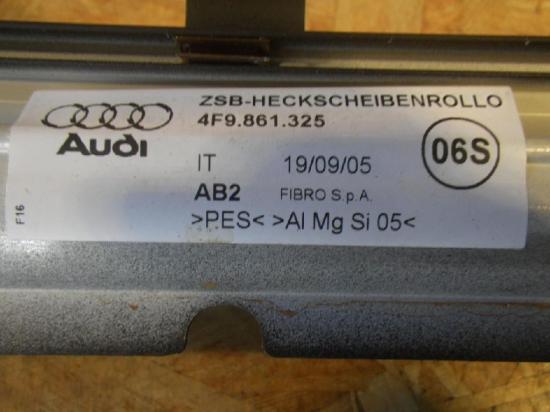 ZSB-HECKSCHEIBENROLLO
4F9.861.325
Audi
IT 19/09/05
06S
AB2 FIBRO S.p.A.
>PES< >Al Mg Si 05<
F16